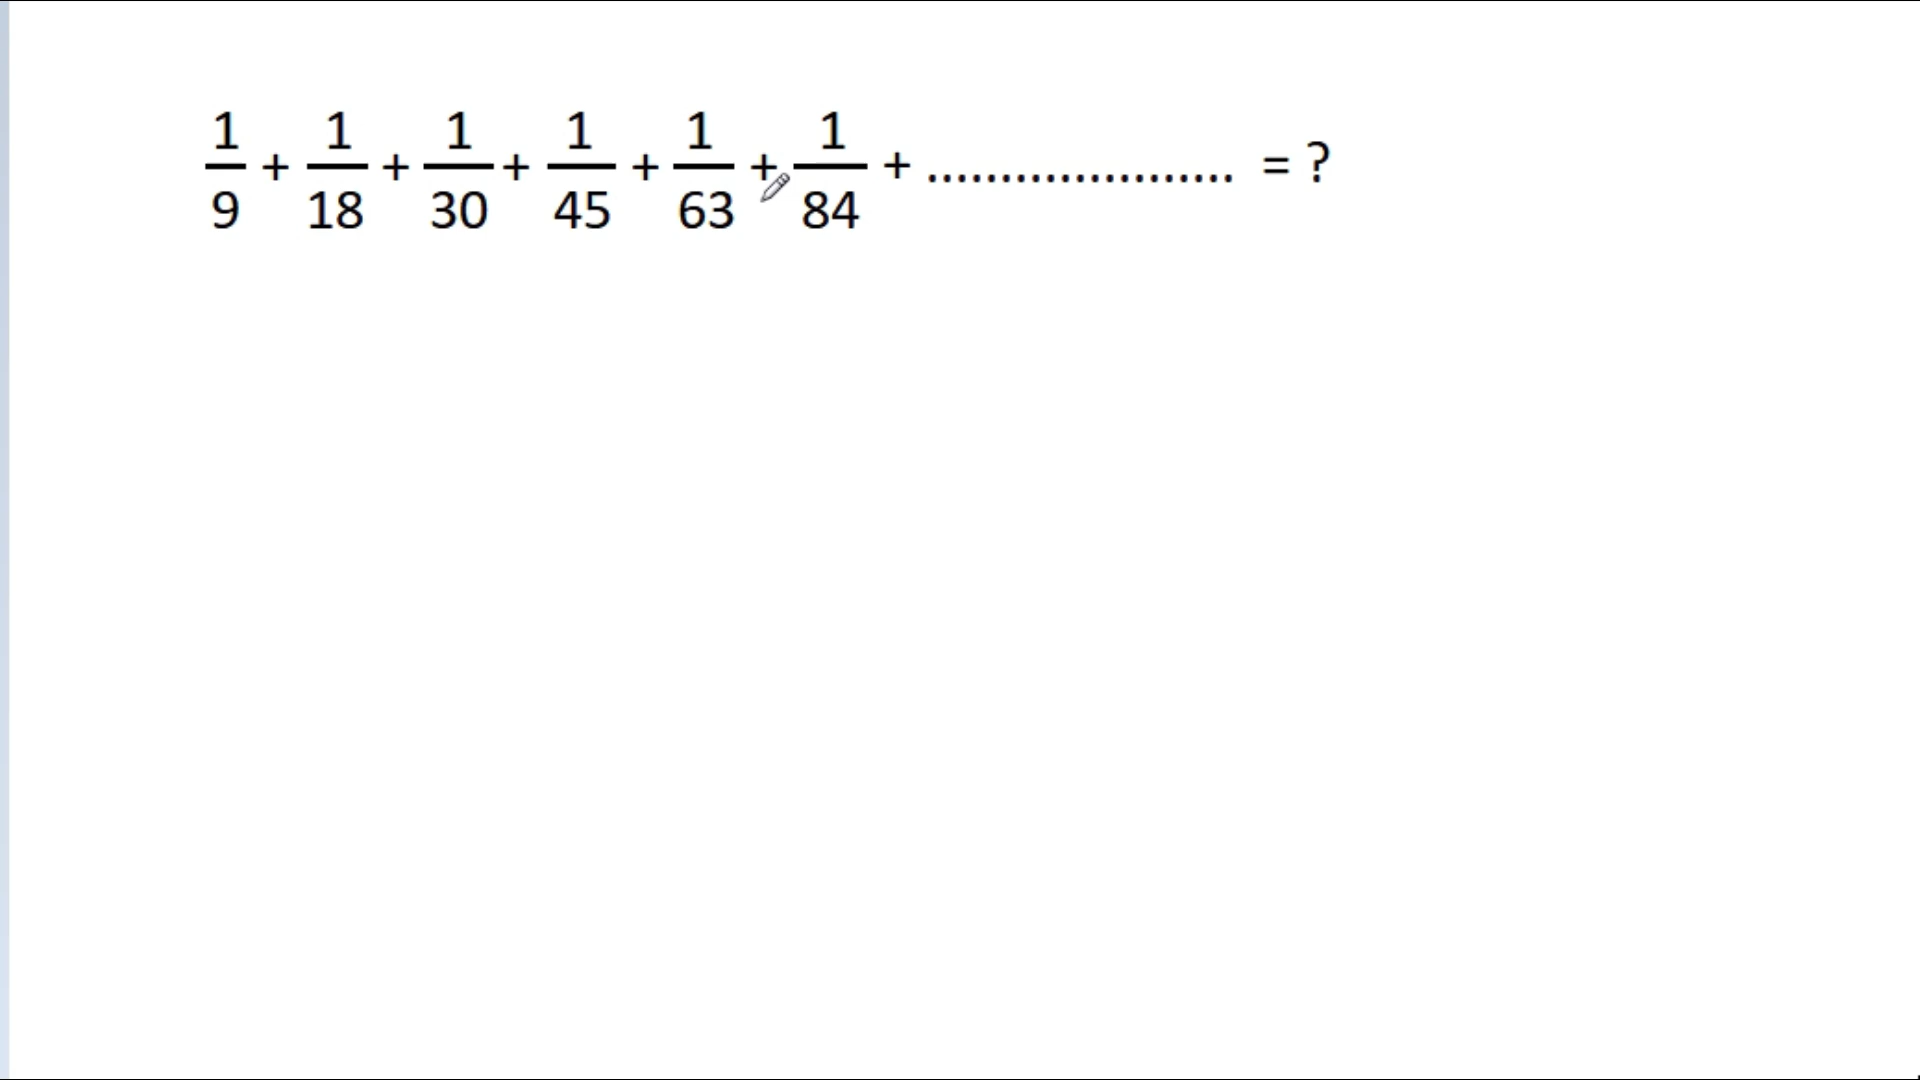 1/9 + 1/18 + 1/30 + 1/45 + 1/63 + 1/84 + ..................... = ?